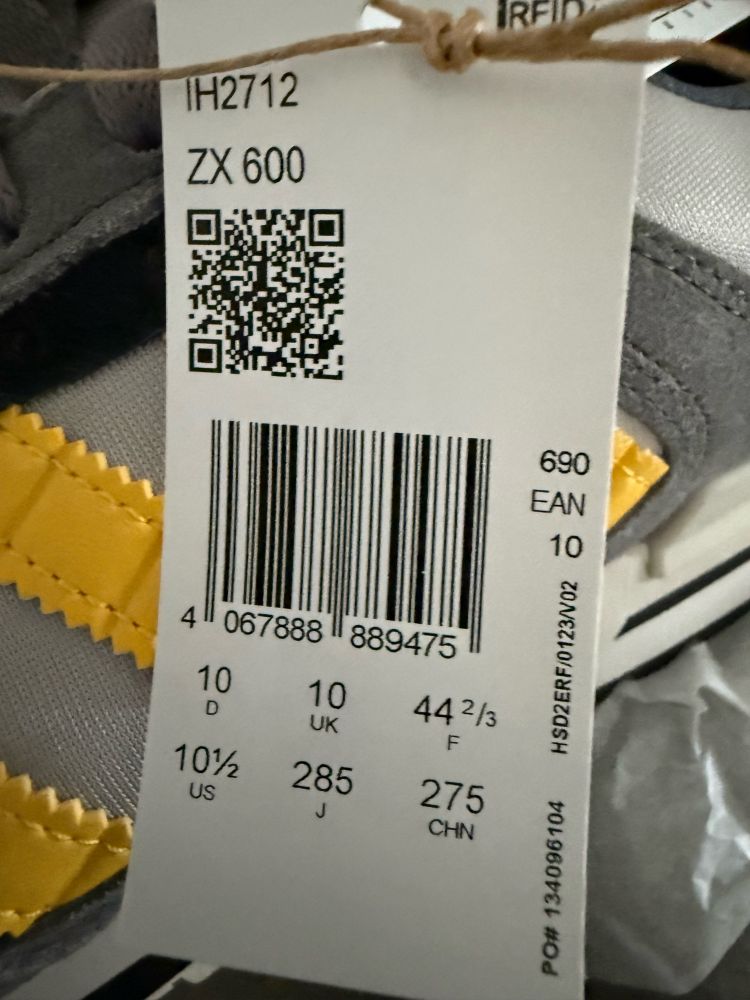 RFID
IH2712
ZX 600
690
EAN
10
4 067888 889475
10 10 44 2/3
D UK F
10½ 285 275
US J CHN
HSD2ERF/0123/V02
PO# 134096104